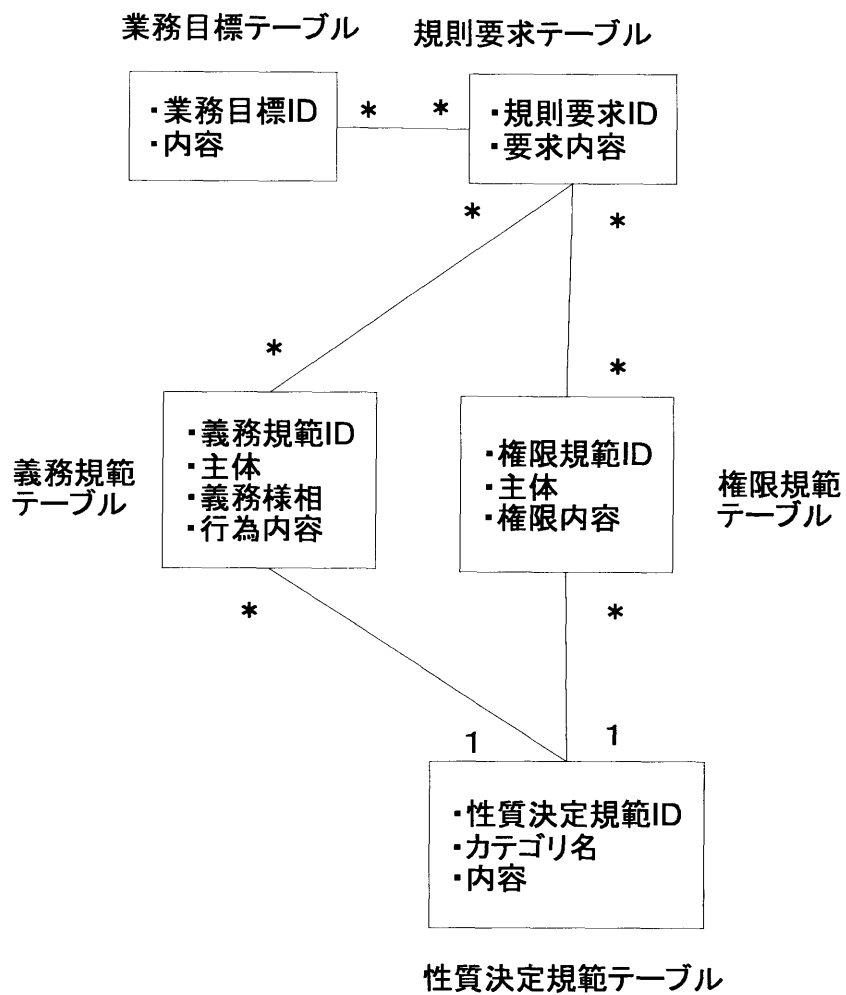 業務目標テーブル
規則要求テーブル
・業務目標ID
・内容
* *
・規則要求ID
・要求内容
* *
* *
義務規範
テーブル
・義務規範ID
・主体
・義務様相
・行為内容
・権限規範ID
・主体
・権限内容
権限規範
テーブル
* *
1 1
・性質決定規範ID
・カテゴリ名
・内容
性質決定規範テーブル